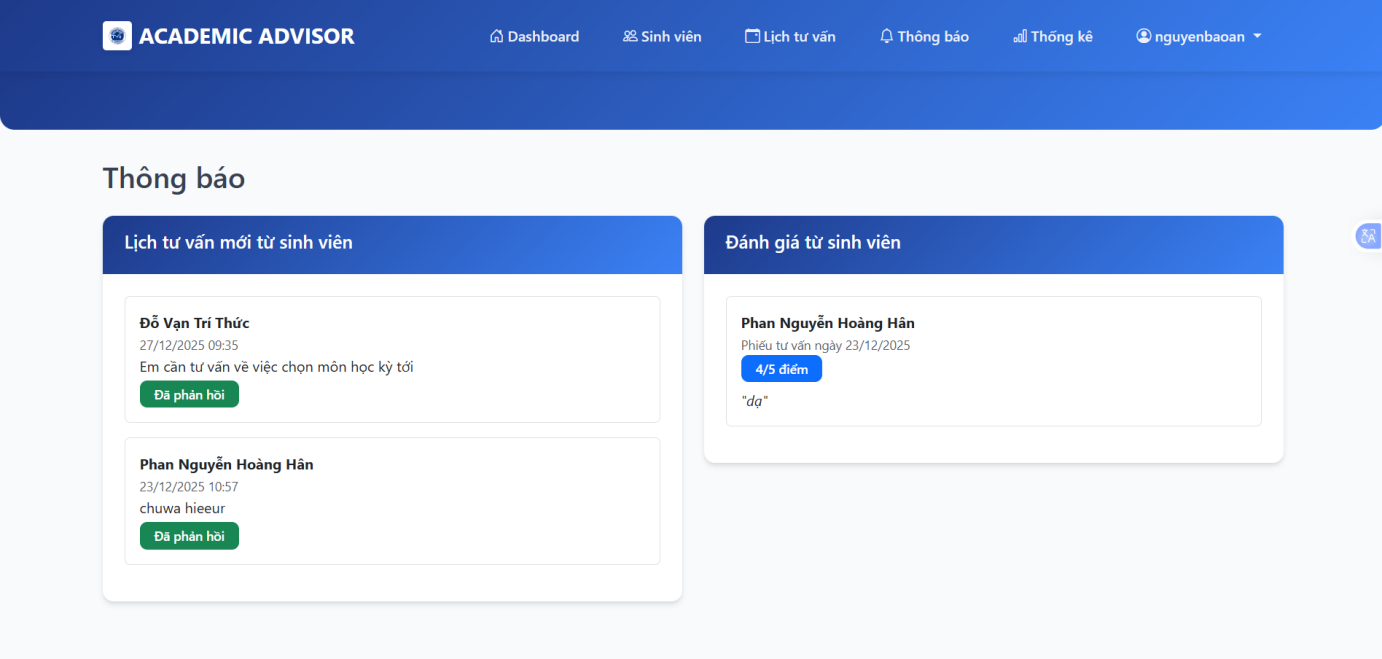 ACADEMIC ADVISOR
Dashboard
Sinh viên
Lịch tư vấn
Thông báo
Thống kê
nguyenbaoan
Thông báo
Lịch tư vấn mới từ sinh viên
Đỗ Vạn Trí Thức
27/12/2025 09:35
Em cần tư vấn về việc chọn môn học kỳ tới
Đã phản hồi
Phan Nguyễn Hoàng Hân
23/12/2025 10:57
chuwa hieeur
Đã phản hồi
Đánh giá từ sinh viên
Phan Nguyễn Hoàng Hân
Phiếu tư vấn ngày 23/12/2025
4/5 điểm
"dạ"